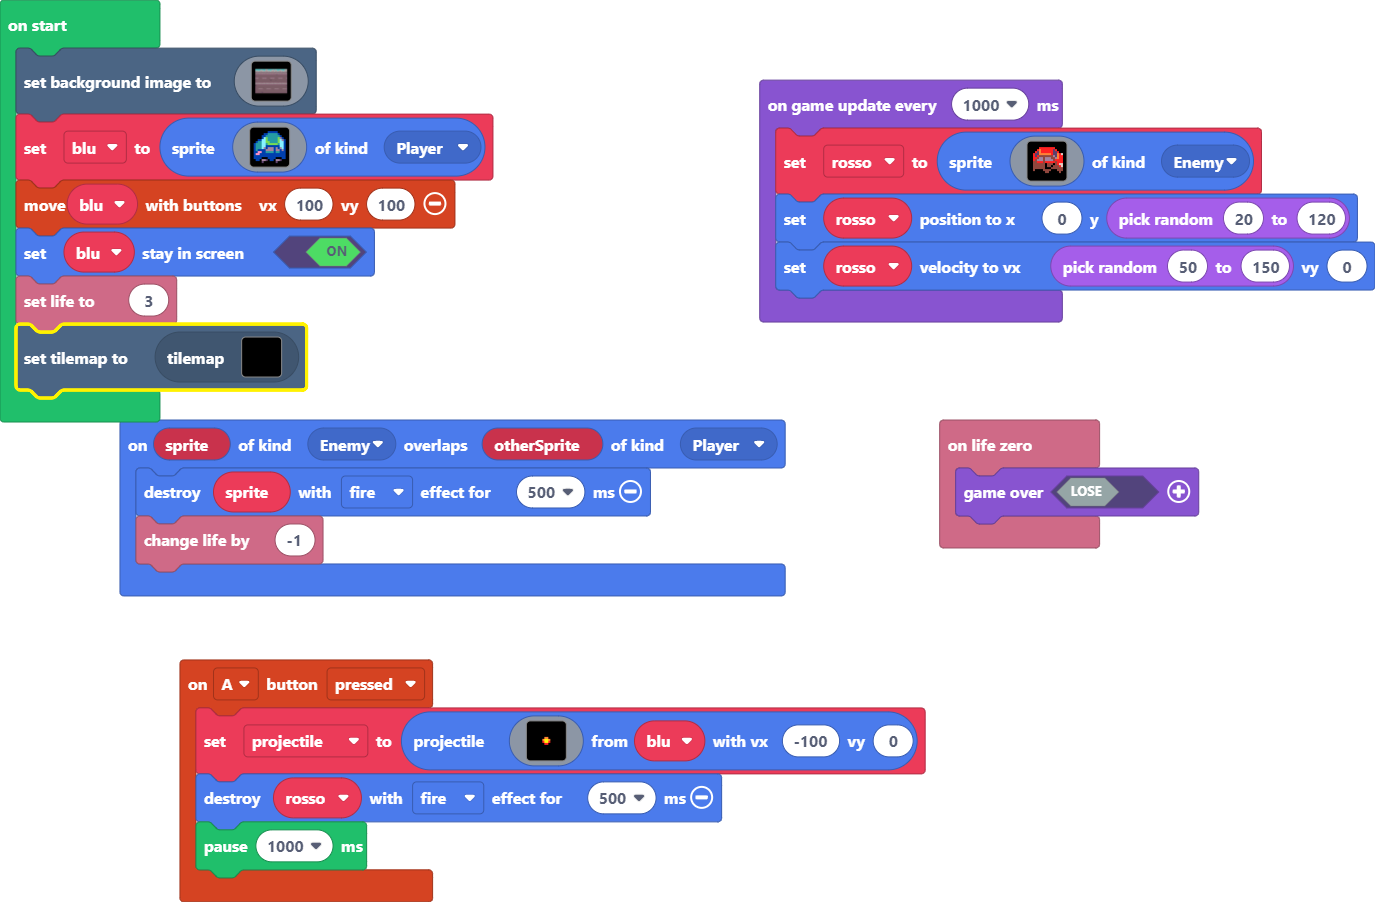 on start
set background image to
set blu to sprite of kind Player
move blu with buttons vx 100 vy 100
set blu stay in screen ON
set life to 3
set tilemap to tilemap
on game update every 1000 ms
set rosso to sprite of kind Enemy
set rosso position to x 0 y pick random 20 to 120
set rosso velocity to vx pick random 50 to 150 vy 0
on sprite of kind Enemy overlaps otherSprite of kind Player
destroy sprite with fire effect for 500 ms
change life by -1
on life zero
game over LOSE
on A button pressed
set projectile to projectile from blu with vx -100 vy 0
destroy rosso with fire effect for 500 ms
pause 1000 ms